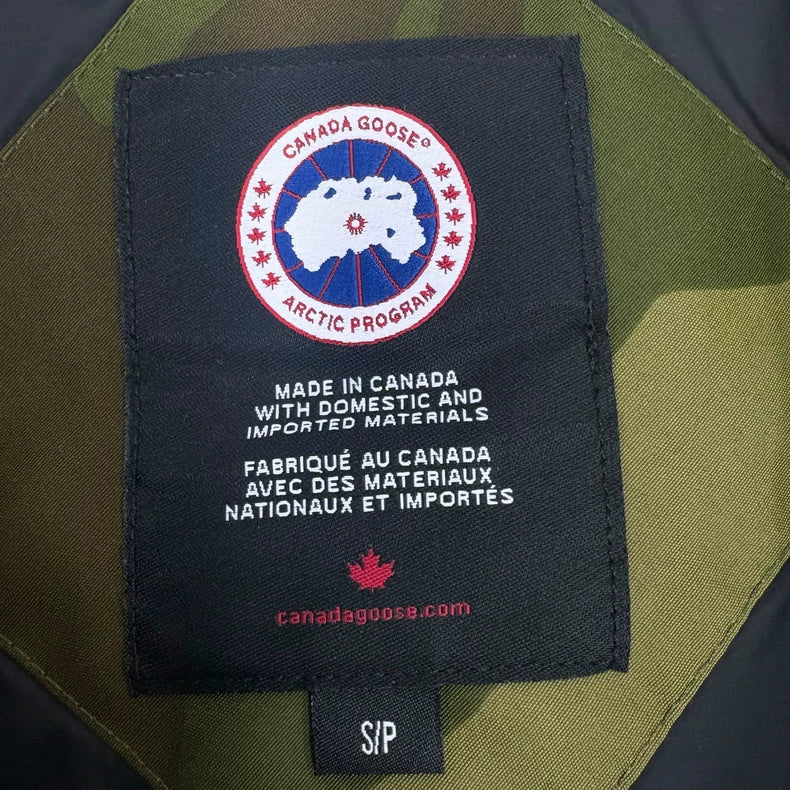 CANADA GOOSE®
ARCTIC PROGRAM
MADE IN CANADA
WITH DOMESTIC AND
IMPORTED MATERIALS
FABRIQUÉ AU CANADA
AVEC DES MATERIAUX
NATIONAUX ET IMPORTÉS
canadagoose.com
S/P